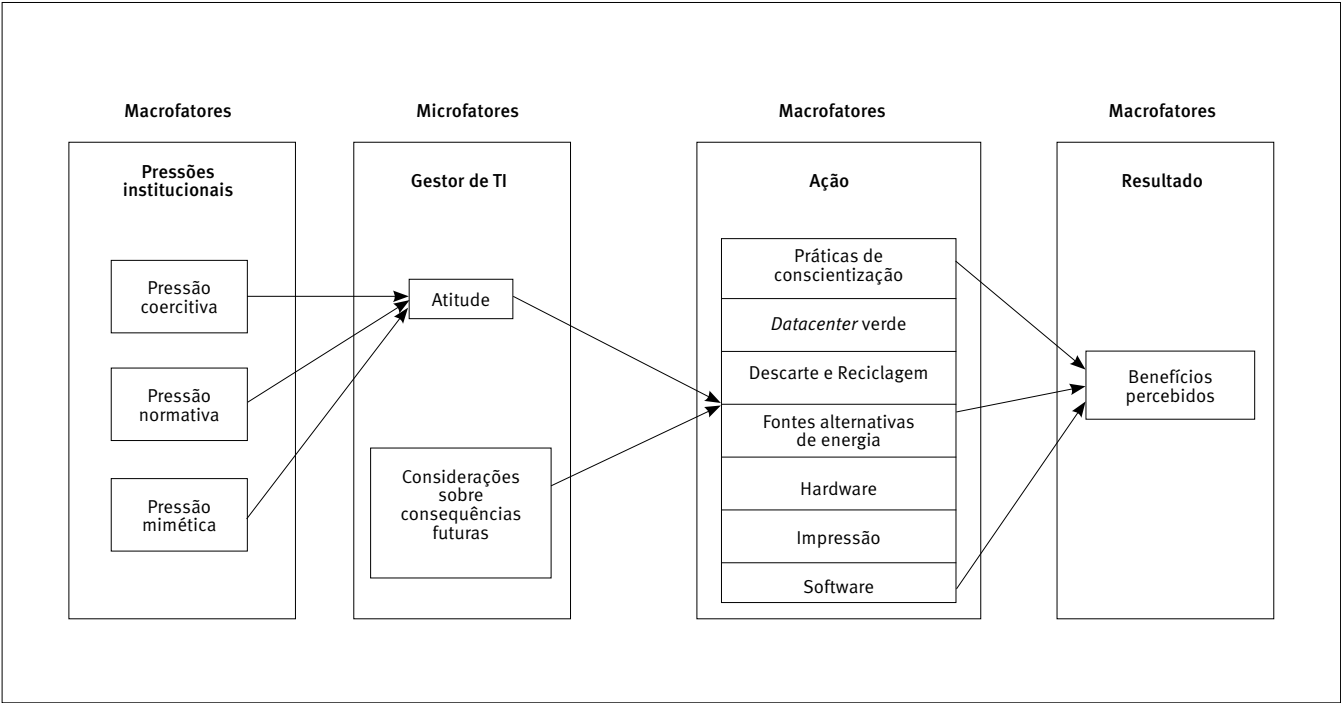 Macrofatores
Pressões
institucionais
Pressão
coercitiva
Pressão
normativa
Pressão
mimética
Microfatores
Gestor de TI
Atitude
Considerações
sobre
consequências
futuras
Macrofatores
Ação
Práticas de
conscientização
Datacenter verde
Descarte e Reciclagem
Fontes alternativas
de energia
Hardware
Impressão
Software
Macrofatores
Resultado
Benefícios
percebidos